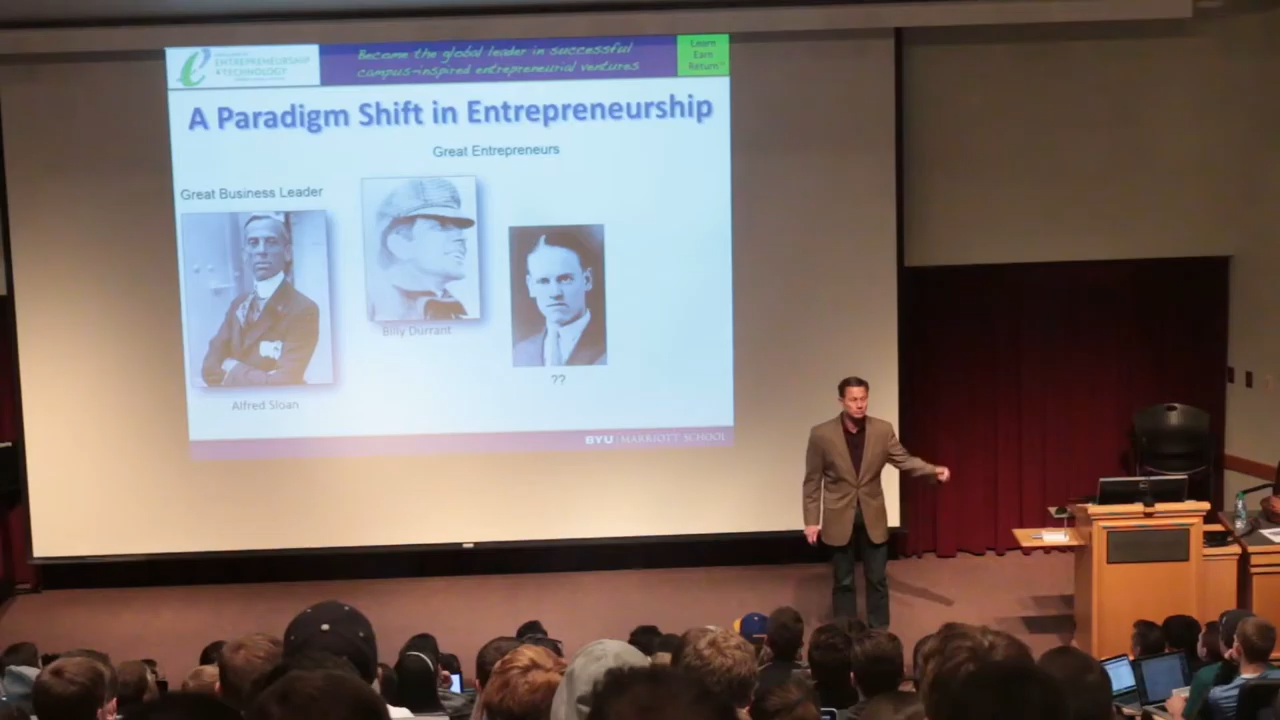 ENTREPRENEURSHIP
& TECHNOLOGY
Become the global leader in successful
campus-inspired entrepreneurial ventures
Learn
Earn
Return™
A Paradigm Shift in Entrepreneurship
Great Entrepreneurs
Great Business Leader
Billy Durrant
??
Alfred Sloan
BYU MARRIOTT SCHOOL